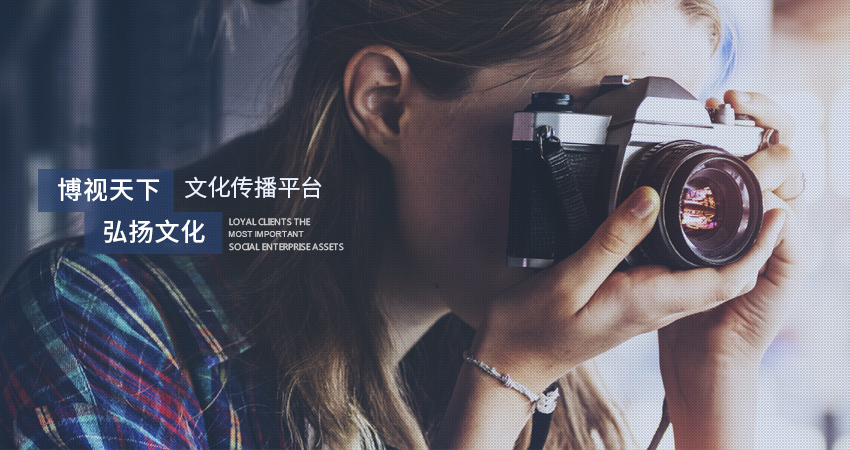 博视天下 文化传播平台
弘扬文化
LOYAL CLIENTS THE
MOST IMPORTANT
SOCIAL ENTERPRISE ASSETS